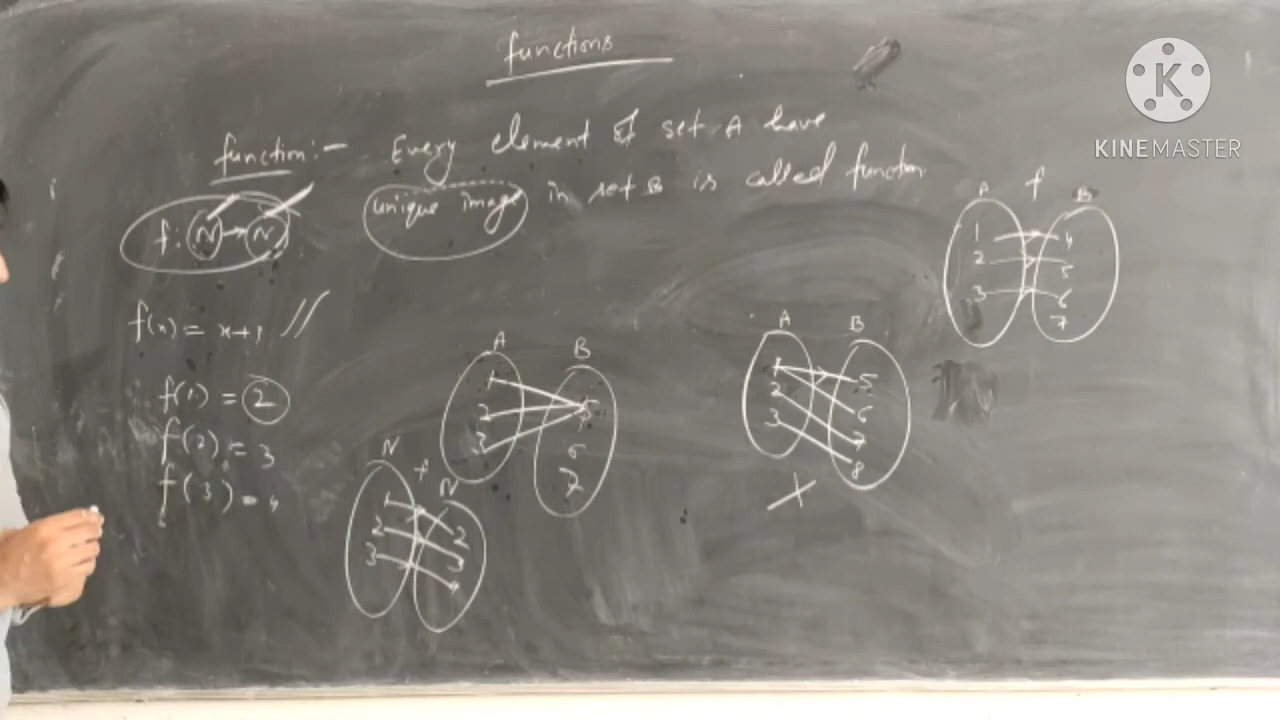 functions
function:- Every element of set A have
unique image in set B is called function
f: N → N
f(x) = x+1 //
f(1) = 2
f(2) = 3
f(3) = 4
N f N
1 2
2 3
3
A B
1 5
2 6
3 7
A B
1 5
2 6
3 7
8
A f B
1 4
2 5
3 6
7
K
KINEMASTER